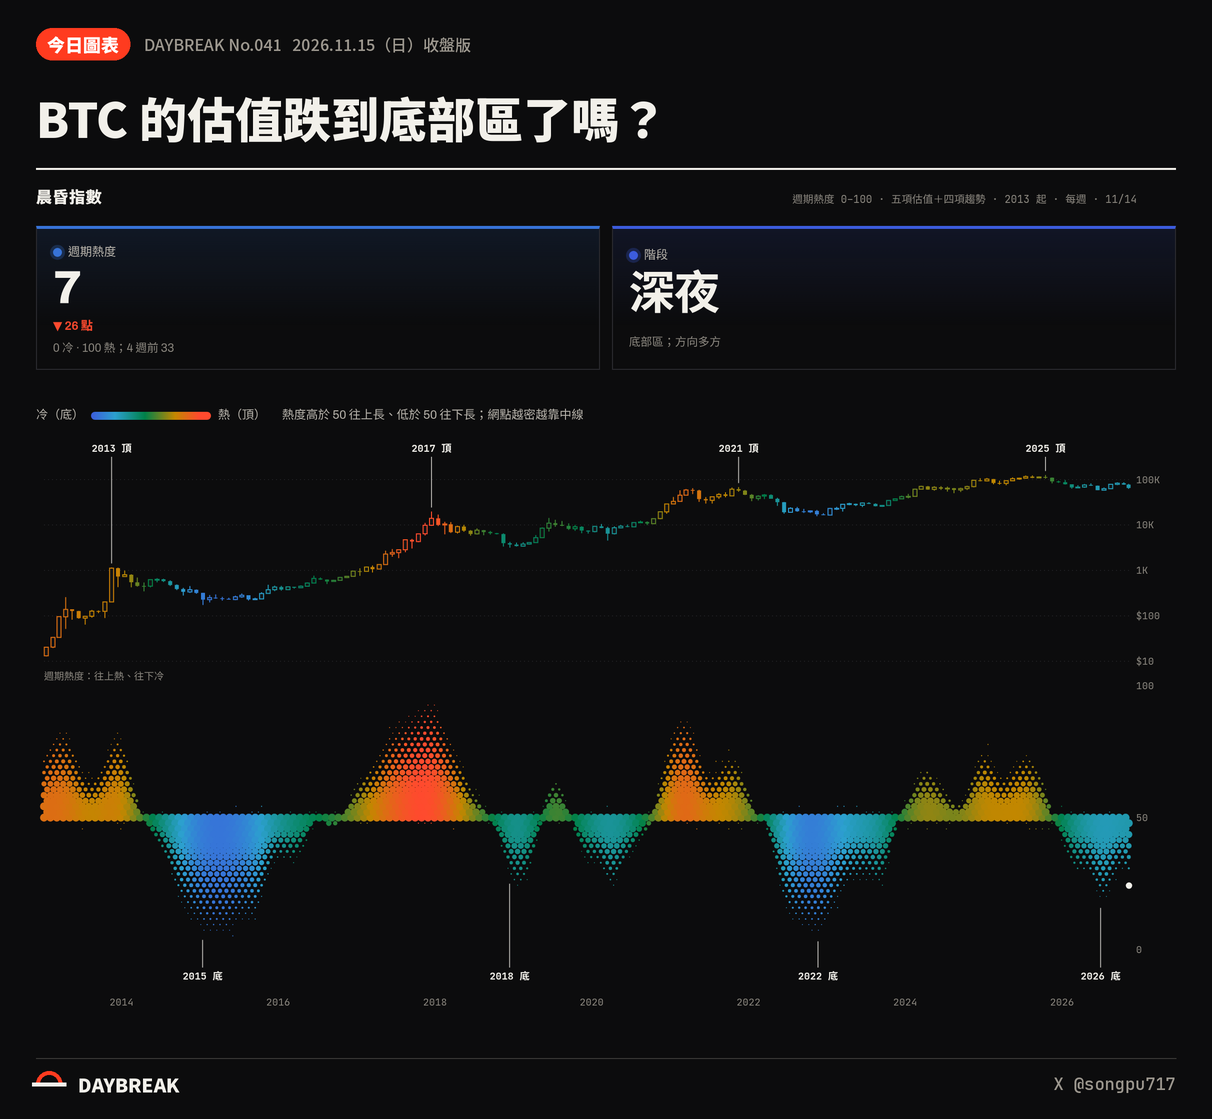 今日圖表 DAYBREAK No.041 2026.11.15（日）收盤版
BTC 的估值跌到底部區了嗎？
晨昏指數 週期熱度 0–100 · 五項估值＋四項趨勢 · 2013 起 · 每週 · 11/14
週期熱度
7
▼ 26 點
0 冷 · 100 熱；4 週前 33
階段
深夜
底部區；方向多方
冷（底） 熱（頂） 熱度高於 50 往上長、低於 50 往下長；網點越密越靠中線
2013 頂 2017 頂 2021 頂 2025 頂
100K
10K
1K
$100
$10
週期熱度：往上熱、往下冷
100
50
0
2015 底 2018 底 2022 底 2026 底
2014 2016 2018 2020 2022 2024 2026
DAYBREAK X @songpu717